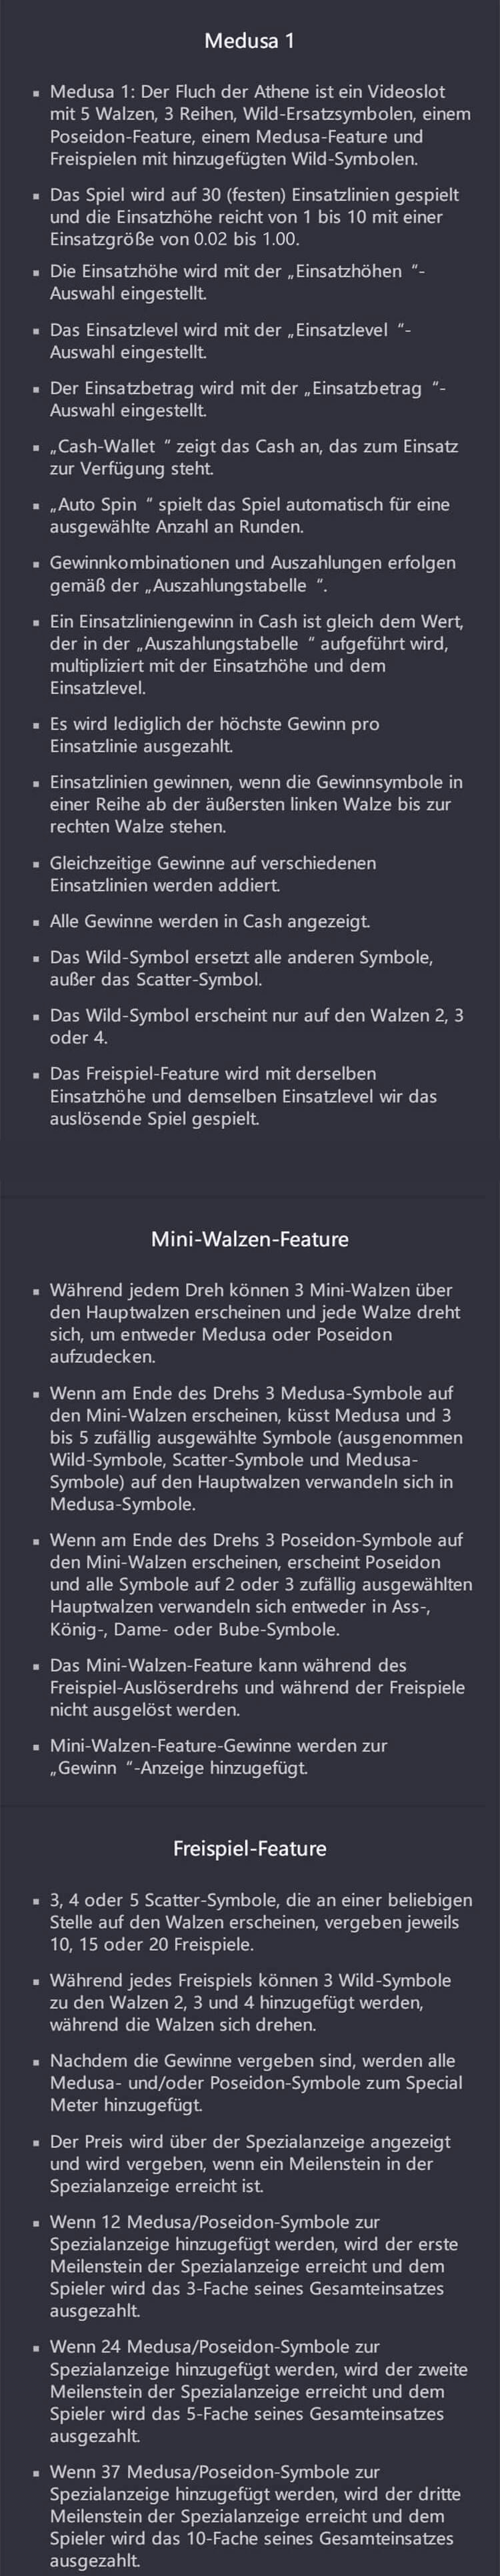 Medusa 1
▪ Medusa 1: Der Fluch der Athene ist ein Videoslot
mit 5 Walzen, 3 Reihen, Wild-Ersatzsymbolen, einem
Poseidon-Feature, einem Medusa-Feature und
Freispielen mit hinzugefügten Wild-Symbolen.
▪ Das Spiel wird auf 30 (festen) Einsatzlinien gespielt
und die Einsatzhöhe reicht von 1 bis 10 mit einer
Einsatzgröße von 0.02 bis 1.00.
▪ Die Einsatzhöhe wird mit der „Einsatzhöhen “-
Auswahl eingestellt.
▪ Das Einsatzlevel wird mit der „Einsatzlevel “-
Auswahl eingestellt.
▪ Der Einsatzbetrag wird mit der „Einsatzbetrag “-
Auswahl eingestellt.
▪ „Cash-Wallet “ zeigt das Cash an, das zum Einsatz
zur Verfügung steht.
▪ „Auto Spin “ spielt das Spiel automatisch für eine
ausgewählte Anzahl an Runden.
▪ Gewinnkombinationen und Auszahlungen erfolgen
gemäß der „Auszahlungstabelle “.
▪ Ein Einsatzliniengewinn in Cash ist gleich dem Wert,
der in der „Auszahlungstabelle “ aufgeführt wird,
multipliziert mit der Einsatzhöhe und dem
Einsatzlevel.
▪ Es wird lediglich der höchste Gewinn pro
Einsatzlinie ausgezahlt.
▪ Einsatzlinien gewinnen, wenn die Gewinnsymbole in
einer Reihe ab der äußersten linken Walze bis zur
rechten Walze stehen.
▪ Gleichzeitige Gewinne auf verschiedenen
Einsatzlinien werden addiert.
▪ Alle Gewinne werden in Cash angezeigt.
▪ Das Wild-Symbol ersetzt alle anderen Symbole,
außer das Scatter-Symbol.
▪ Das Wild-Symbol erscheint nur auf den Walzen 2, 3
oder 4.
▪ Das Freispiel-Feature wird mit derselben
Einsatzhöhe und demselben Einsatzlevel wir das
auslösende Spiel gespielt.
Mini-Walzen-Feature
▪ Während jedem Dreh können 3 Mini-Walzen über
den Hauptwalzen erscheinen und jede Walze dreht
sich, um entweder Medusa oder Poseidon
aufzudecken.
▪ Wenn am Ende des Drehs 3 Medusa-Symbole auf
den Mini-Walzen erscheinen, küsst Medusa und 3
bis 5 zufällig ausgewählte Symbole (ausgenommen
Wild-Symbole, Scatter-Symbole und Medusa-
Symbole) auf den Hauptwalzen verwandeln sich in
Medusa-Symbole.
▪ Wenn am Ende des Drehs 3 Poseidon-Symbole auf
den Mini-Walzen erscheinen, erscheint Poseidon
und alle Symbole auf 2 oder 3 zufällig ausgewählten
Hauptwalzen verwandeln sich entweder in Ass-,
König-, Dame- oder Bube-Symbole.
▪ Das Mini-Walzen-Feature kann während des
Freispiel-Auslöserdrehs und während der Freispiele
nicht ausgelöst werden.
▪ Mini-Walzen-Feature-Gewinne werden zur
„Gewinn “-Anzeige hinzugefügt.
Freispiel-Feature
▪ 3, 4 oder 5 Scatter-Symbole, die an einer beliebigen
Stelle auf den Walzen erscheinen, vergeben jeweils
10, 15 oder 20 Freispiele.
▪ Während jedes Freispiels können 3 Wild-Symbole
zu den Walzen 2, 3 und 4 hinzugefügt werden,
während die Walzen sich drehen.
▪ Nachdem die Gewinne vergeben sind, werden alle
Medusa- und/oder Poseidon-Symbole zum Special
Meter hinzugefügt.
▪ Der Preis wird über der Spezialanzeige angezeigt
und wird vergeben, wenn ein Meilenstein in der
Spezialanzeige erreicht ist.
▪ Wenn 12 Medusa/Poseidon-Symbole zur
Spezialanzeige hinzugefügt werden, wird der erste
Meilenstein der Spezialanzeige erreicht und dem
Spieler wird das 3-Fache seines Gesamteinsatzes
ausgezahlt.
▪ Wenn 24 Medusa/Poseidon-Symbole zur
Spezialanzeige hinzugefügt werden, wird der zweite
Meilenstein der Spezialanzeige erreicht und dem
Spieler wird das 5-Fache seines Gesamteinsatzes
ausgezahlt.
▪ Wenn 37 Medusa/Poseidon-Symbole zur
Spezialanzeige hinzugefügt werden, wird der dritte
Meilenstein der Spezialanzeige erreicht und dem
Spieler wird das 10-Fache seines Gesamteinsatzes
ausgezahlt.